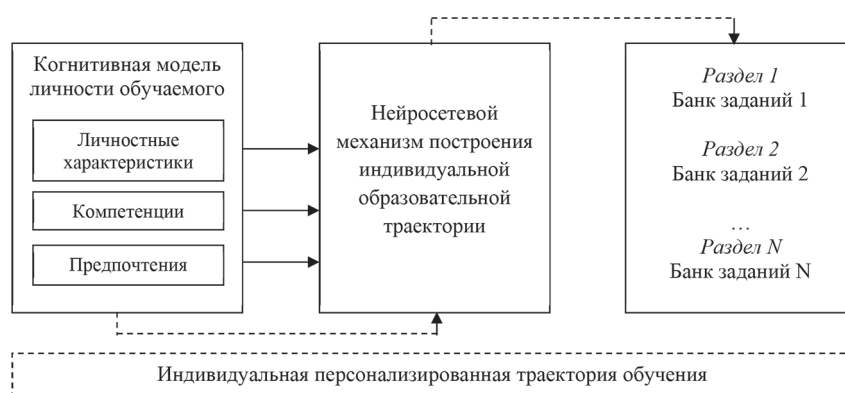 Когнитивная модель
личности обучаемого
Личностные
характеристики
Компетенции
Предпочтения
Нейросетевой
механизм построения
индивидуальной
образовательной
траектории
Раздел 1
Банк заданий 1
Раздел 2
Банк заданий 2
…
Раздел N
Банк заданий N
Индивидуальная персонализированная траектория обучения